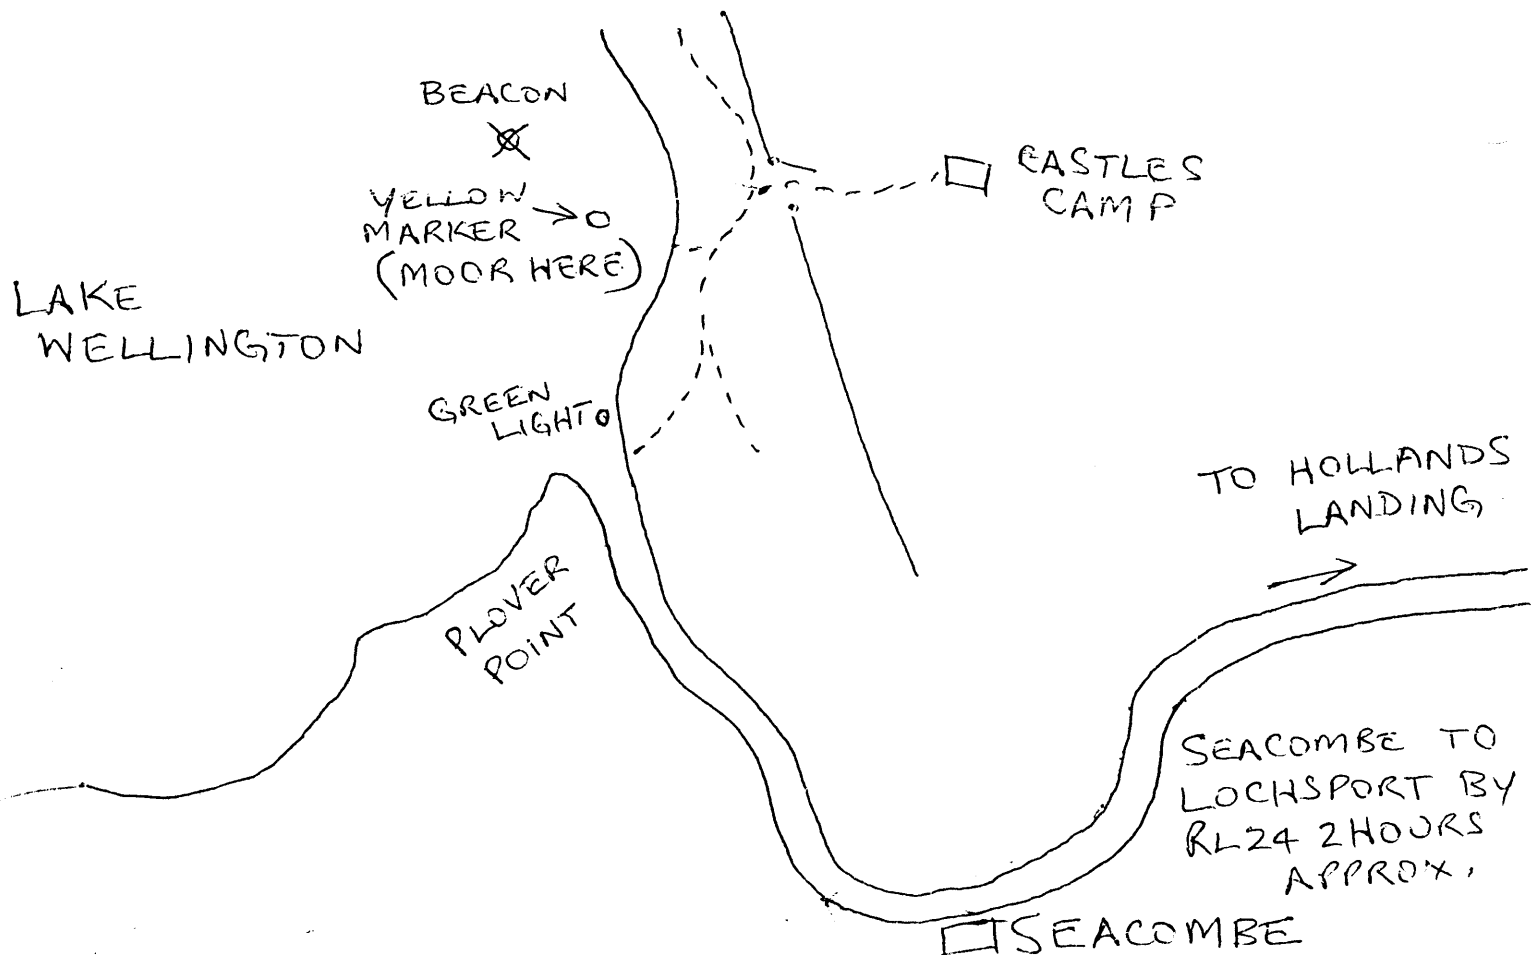 BEACON
YELLOW
MARKER
(MOOR HERE)
CASTLES
CAMP
LAKE
WELLINGTON
GREEN
LIGHT
TO HOLLANDS
LANDING
PLOVER
POINT
SEACOMBE TO
LOCHSPORT BY
RL24 2HOURS
APPROX.
SEACOMBE